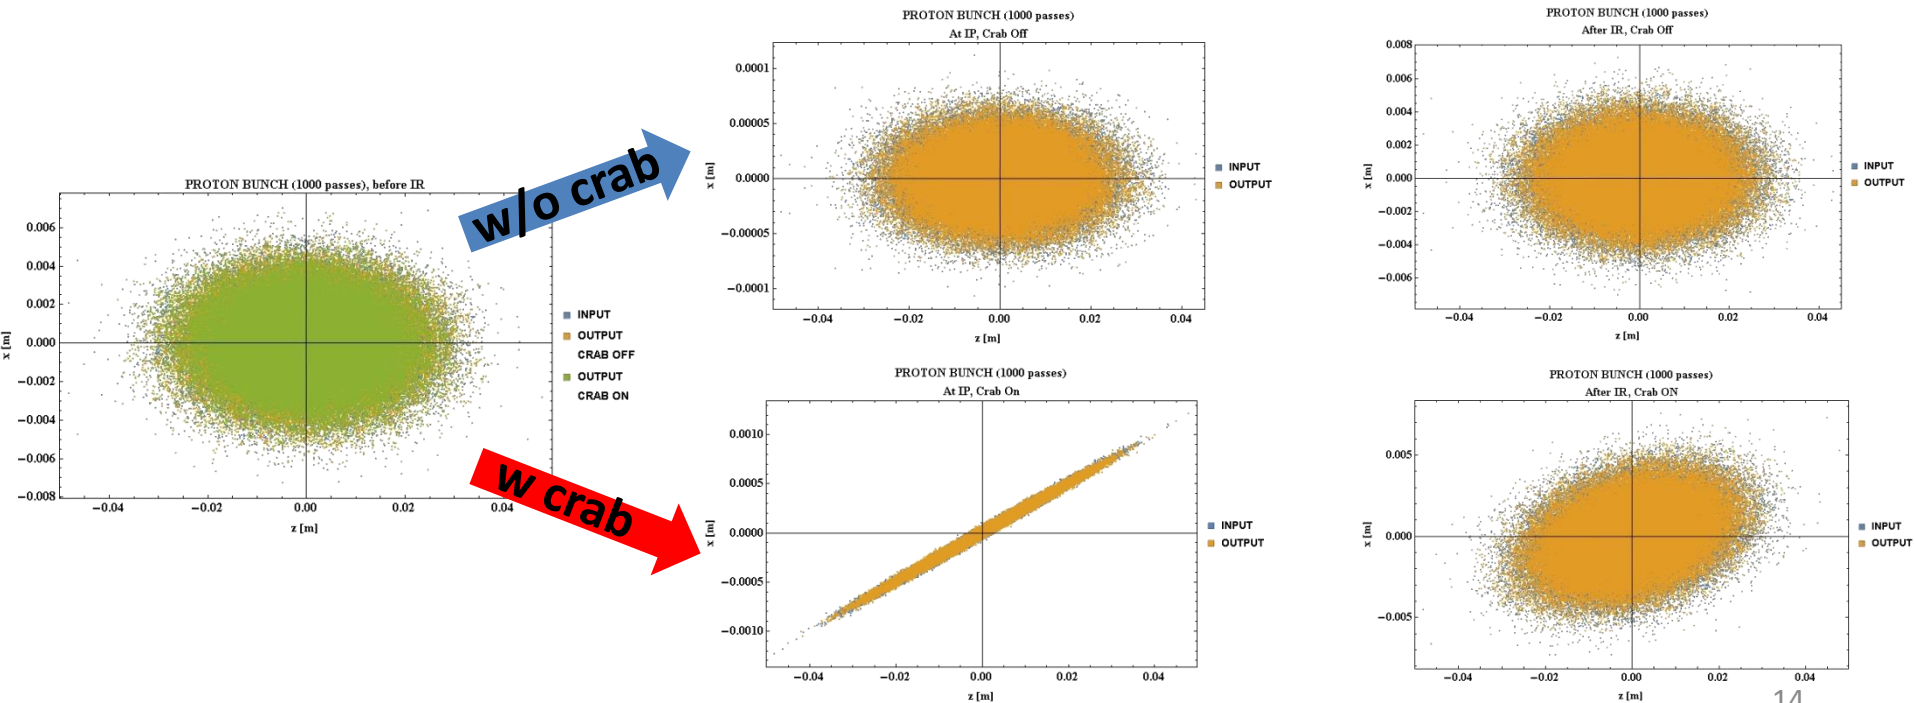 PROTON BUNCH (1000 passes), before IR
0.006
0.004
0.002
0.000
−0.002
−0.004
−0.006
−0.008
x [m]
−0.04 −0.02 0.00 0.02 0.04
z [m]
INPUT
OUTPUT
CRAB OFF
OUTPUT
CRAB ON
w/o crab
w crab
PROTON BUNCH (1000 passes)
At IP, Crab Off
0.0001
0.00005
0.0000
−0.00005
−0.0001
x [m]
−0.04 −0.02 0.00 0.02 0.04
z [m]
INPUT
OUTPUT
PROTON BUNCH (1000 passes)
After IR, Crab Off
0.008
0.006
0.004
0.002
0.000
−0.002
−0.004
−0.006
x [m]
−0.04 −0.02 0.00 0.02 0.04
z [m]
INPUT
OUTPUT
PROTON BUNCH (1000 passes)
At IP, Crab On
0.0010
0.0005
0.0000
−0.0005
−0.0010
x [m]
−0.04 −0.02 0.00 0.02 0.04
z [m]
INPUT
OUTPUT
PROTON BUNCH (1000 passes)
After IR, Crab ON
0.005
0.000
−0.005
x [m]
−0.04 −0.02 0.00 0.02 0.04
z [m]
INPUT
OUTPUT
14